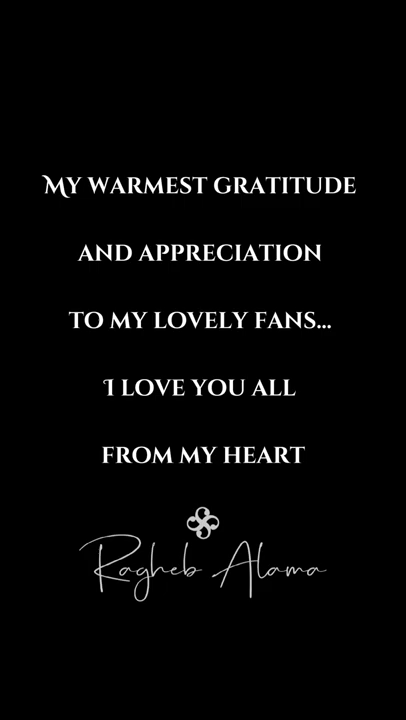 MY WARMEST GRATITUDE
AND APPRECIATION
TO MY LOVELY FANS...
I LOVE YOU ALL
FROM MY HEART
Ragheb Alama